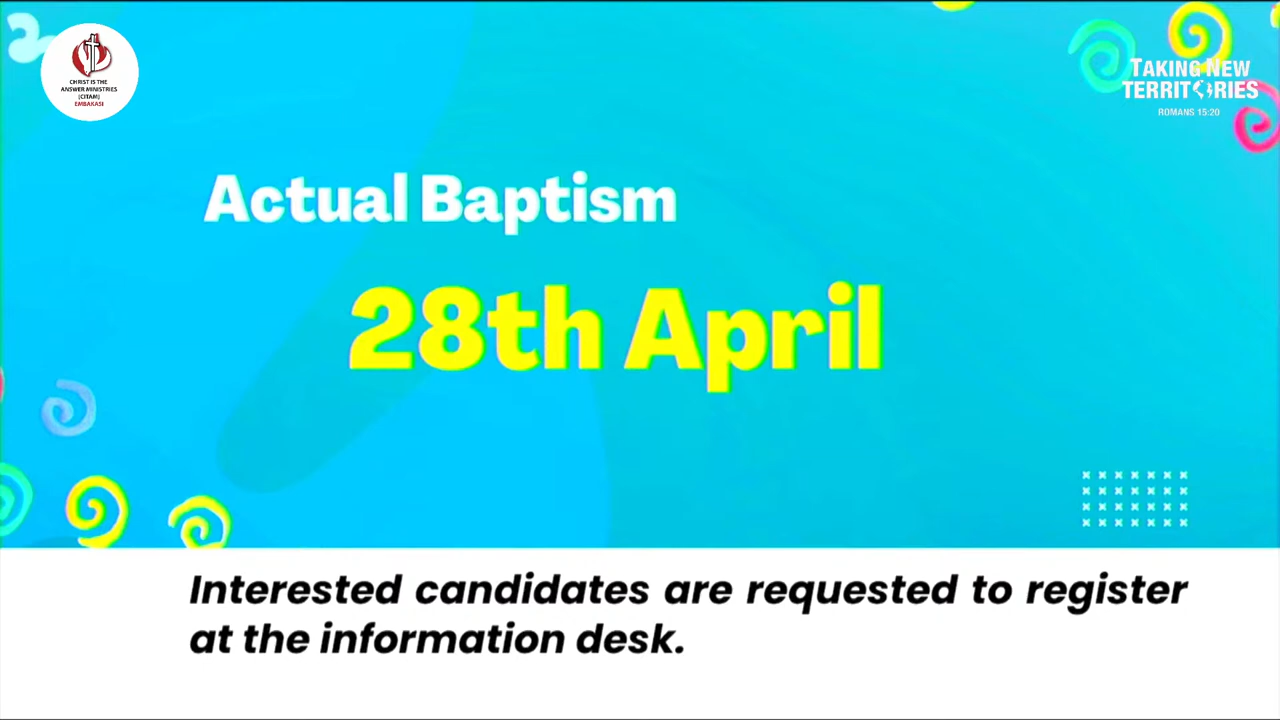 CHRIST IS THE
ANSWER MINISTRIES
[CITAM]
EMBAKASI
TAKING NEW
TERRITORIES
ROMANS 15:20
Actual Baptism
28th April
Interested candidates are requested to register
at the information desk.